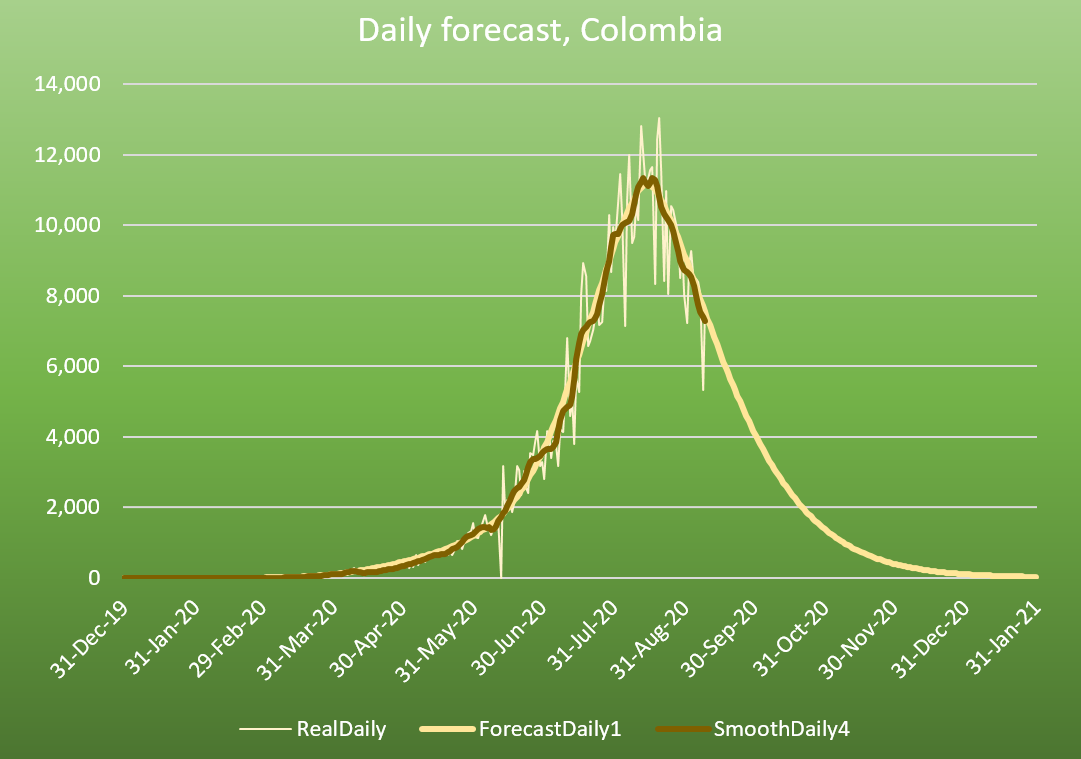 Daily forecast, Colombia
14,000
12,000
10,000
8,000
6,000
4,000
2,000
0
31-Dec-19
31-Jan-20
29-Feb-20
31-Mar-20
30-Apr-20
31-May-20
30-Jun-20
31-Jul-20
31-Aug-20
30-Sep-20
31-Oct-20
30-Nov-20
31-Dec-20
31-Jan-21
RealDaily ForecastDaily1 SmoothDaily4